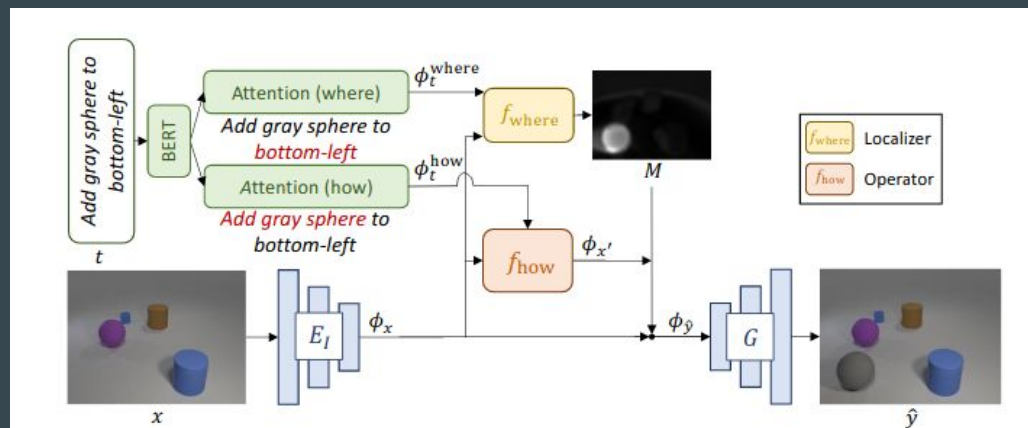 Add gray sphere to
bottom-left
t
BERT
Attention (where)
Add gray sphere to
bottom-left
Attention (how)
Add gray sphere to
bottom-left
ϕ_t^where
ϕ_t^how
f_where
M
f_how
ϕ_x'
f_where Localizer
f_how Operator
x
E_I
ϕ_x
ϕ_ŷ
G
ŷ